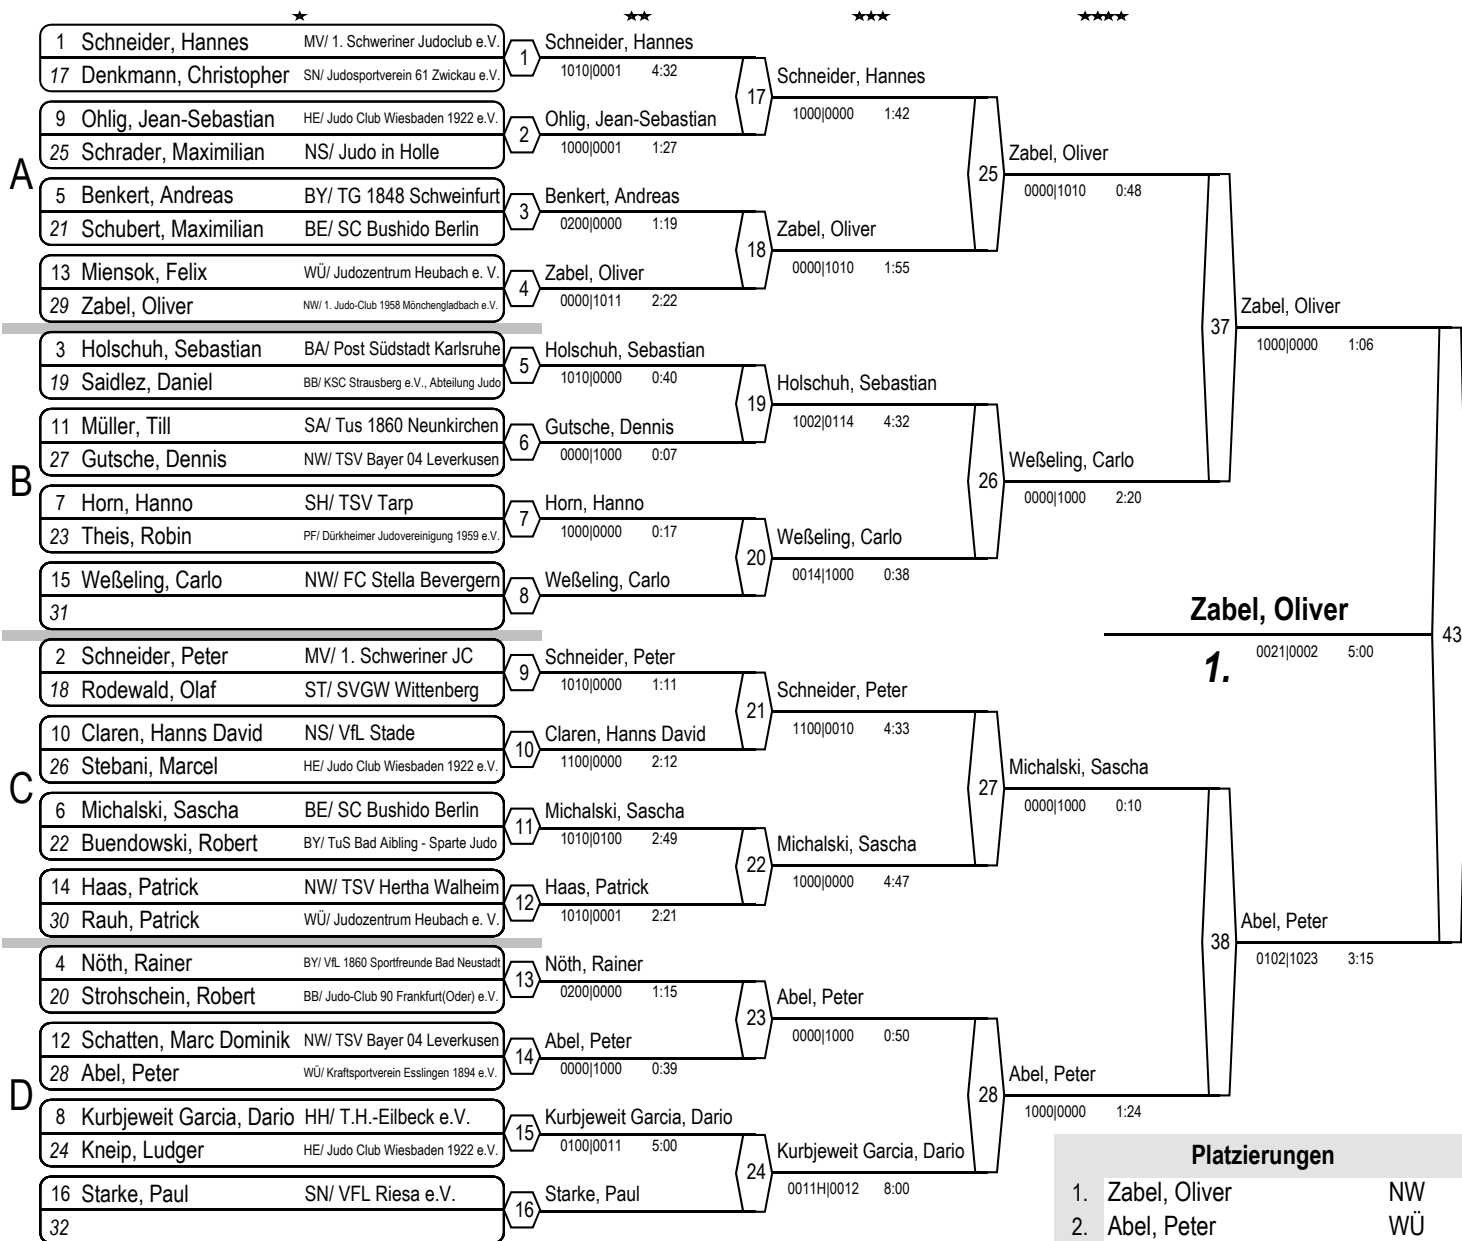 ★ ★★ ★★★ ★★★★
A
1 Schneider, Hannes MV/ 1. Schweriner Judoclub e.V.
17 Denkmann, Christopher SN/ Judosportverein 61 Zwickau e.V.
1 Schneider, Hannes
1010|0001 4:32
9 Ohlig, Jean-Sebastian HE/ Judo Club Wiesbaden 1922 e.V.
25 Schrader, Maximilian NS/ Judo in Holle
2 Ohlig, Jean-Sebastian
1000|0001 1:27
5 Benkert, Andreas BY/ TG 1848 Schweinfurt
21 Schubert, Maximilian BE/ SC Bushido Berlin
3 Benkert, Andreas
0200|0000 1:19
13 Miensok, Felix WÜ/ Judozentrum Heubach e. V.
29 Zabel, Oliver NW/ 1. Judo-Club 1958 Mönchengladbach e.V.
4 Zabel, Oliver
0000|1011 2:22
B
3 Holschuh, Sebastian BA/ Post Südstadt Karlsruhe
19 Saidlez, Daniel BB/ KSC Strausberg e.V., Abteilung Judo
5 Holschuh, Sebastian
1010|0000 0:40
11 Müller, Till SA/ Tus 1860 Neunkirchen
27 Gutsche, Dennis NW/ TSV Bayer 04 Leverkusen
6 Gutsche, Dennis
0000|1000 0:07
7 Horn, Hanno SH/ TSV Tarp
23 Theis, Robin PF/ Dürkheimer Judovereinigung 1959 e.V.
7 Horn, Hanno
1000|0000 0:17
15 Weßeling, Carlo NW/ FC Stella Bevergern
31
8 Weßeling, Carlo
C
2 Schneider, Peter MV/ 1. Schweriner JC
18 Rodewald, Olaf ST/ SVGW Wittenberg
9 Schneider, Peter
1010|0000 1:11
10 Claren, Hanns David NS/ VfL Stade
26 Stebani, Marcel HE/ Judo Club Wiesbaden 1922 e.V.
10 Claren, Hanns David
1100|0000 2:12
6 Michalski, Sascha BE/ SC Bushido Berlin
22 Buendowski, Robert BY/ TuS Bad Aibling - Sparte Judo
11 Michalski, Sascha
1010|0100 2:49
14 Haas, Patrick NW/ TSV Hertha Walheim
30 Rauh, Patrick WÜ/ Judozentrum Heubach e. V.
12 Haas, Patrick
1010|0001 2:21
D
4 Nöth, Rainer BY/ VfL 1860 Sportfreunde Bad Neustadt
20 Strohschein, Robert BB/ Judo-Club 90 Frankfurt(Oder) e.V.
13 Nöth, Rainer
0200|0000 1:15
12 Schatten, Marc Dominik NW/ TSV Bayer 04 Leverkusen
28 Abel, Peter WÜ/ Kraftsportverein Esslingen 1894 e.V.
14 Abel, Peter
0000|1000 0:39
8 Kurbjeweit Garcia, Dario HH/ T.H.-Eilbeck e.V.
24 Kneip, Ludger HE/ Judo Club Wiesbaden 1922 e.V.
15 Kurbjeweit Garcia, Dario
0100|0011 5:00
16 Starke, Paul SN/ VFL Riesa e.V.
32
16 Starke, Paul
17 Schneider, Hannes
1000|0000 1:42
18 Zabel, Oliver
0000|1010 1:55
19 Holschuh, Sebastian
1002|0114 4:32
20 Weßeling, Carlo
0014|1000 0:38
21 Schneider, Peter
1100|0010 4:33
22 Michalski, Sascha
1000|0000 4:47
23 Abel, Peter
0000|1000 0:50
24 Kurbjeweit Garcia, Dario
0011H|0012 8:00
25 Zabel, Oliver
0000|1010 0:48
26 Weßeling, Carlo
0000|1000 2:20
27 Michalski, Sascha
0000|1000 0:10
28 Abel, Peter
1000|0000 1:24
37 Zabel, Oliver
1000|0000 1:06
38 Abel, Peter
0102|1023 3:15
43 Zabel, Oliver
1. 0021|0002 5:00
Platzierungen
1. Zabel, Oliver NW
2. Abel, Peter WÜ